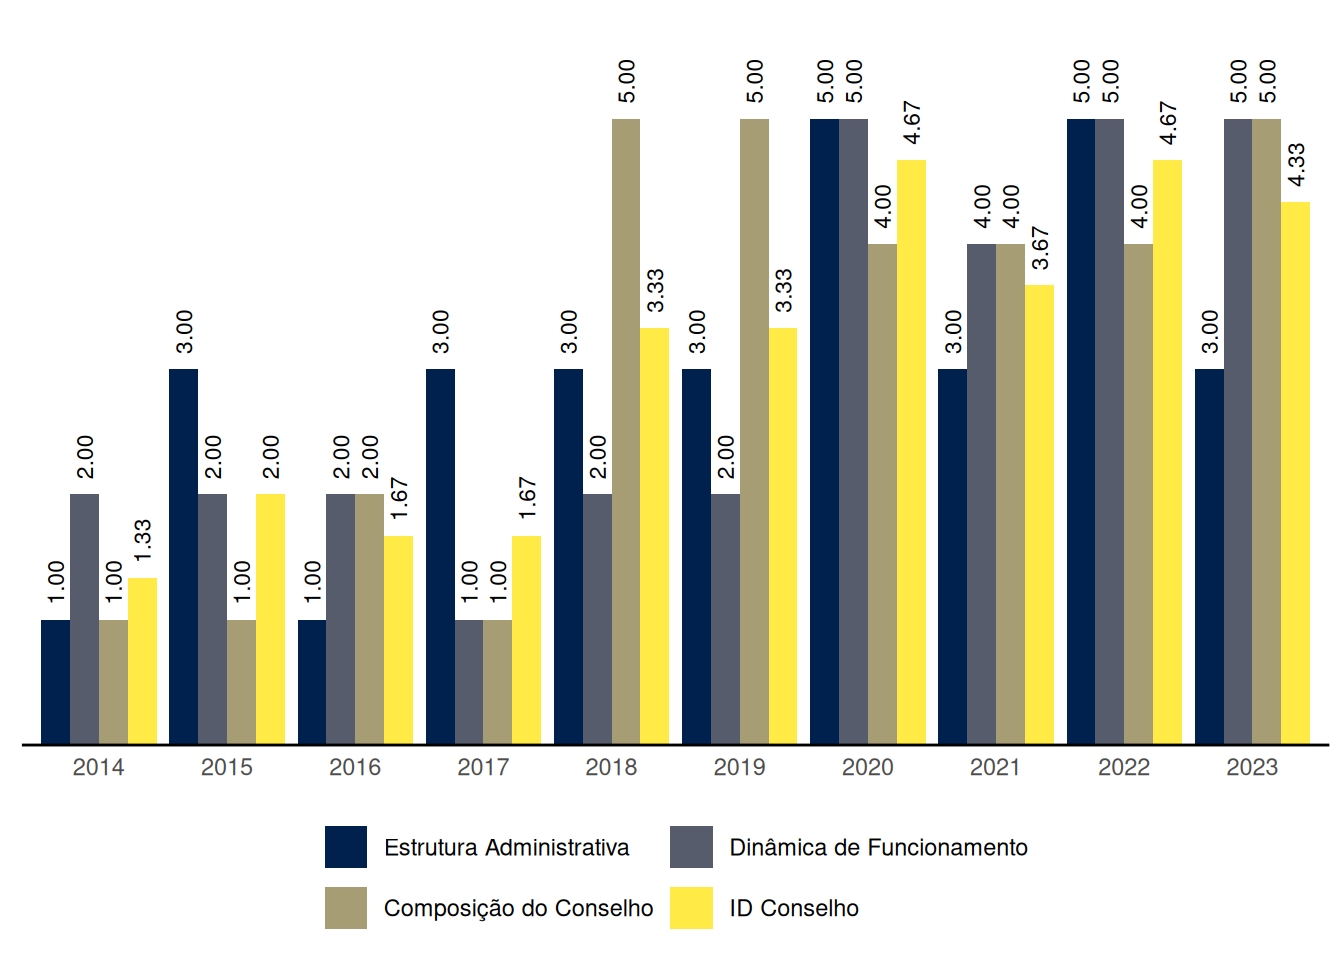 1.00 2.00 1.00 1.33
3.00 2.00 1.00 2.00
1.00 2.00 2.00 1.67
3.00 1.00 1.00 1.67
3.00 2.00 5.00 3.33
3.00 2.00 5.00 3.33
5.00 5.00 4.00 4.67
3.00 4.00 4.00 3.67
5.00 5.00 4.00 4.67
3.00 5.00 5.00 4.33
2014 2015 2016 2017 2018 2019 2020 2021 2022 2023
Estrutura Administrativa Dinâmica de Funcionamento
Composição do Conselho ID Conselho